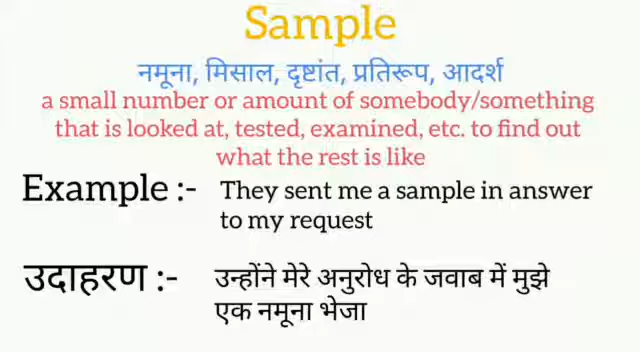 Sample
नमूना, मिसाल, दृष्टांत, प्रतिरूप, आदर्श
a small number or amount of somebody/something
that is looked at, tested, examined, etc. to find out
what the rest is like
Example :- They sent me a sample in answer
to my request
उदाहरण :- उन्होंने मेरे अनुरोध के जवाब में मुझे
एक नमूना भेजा